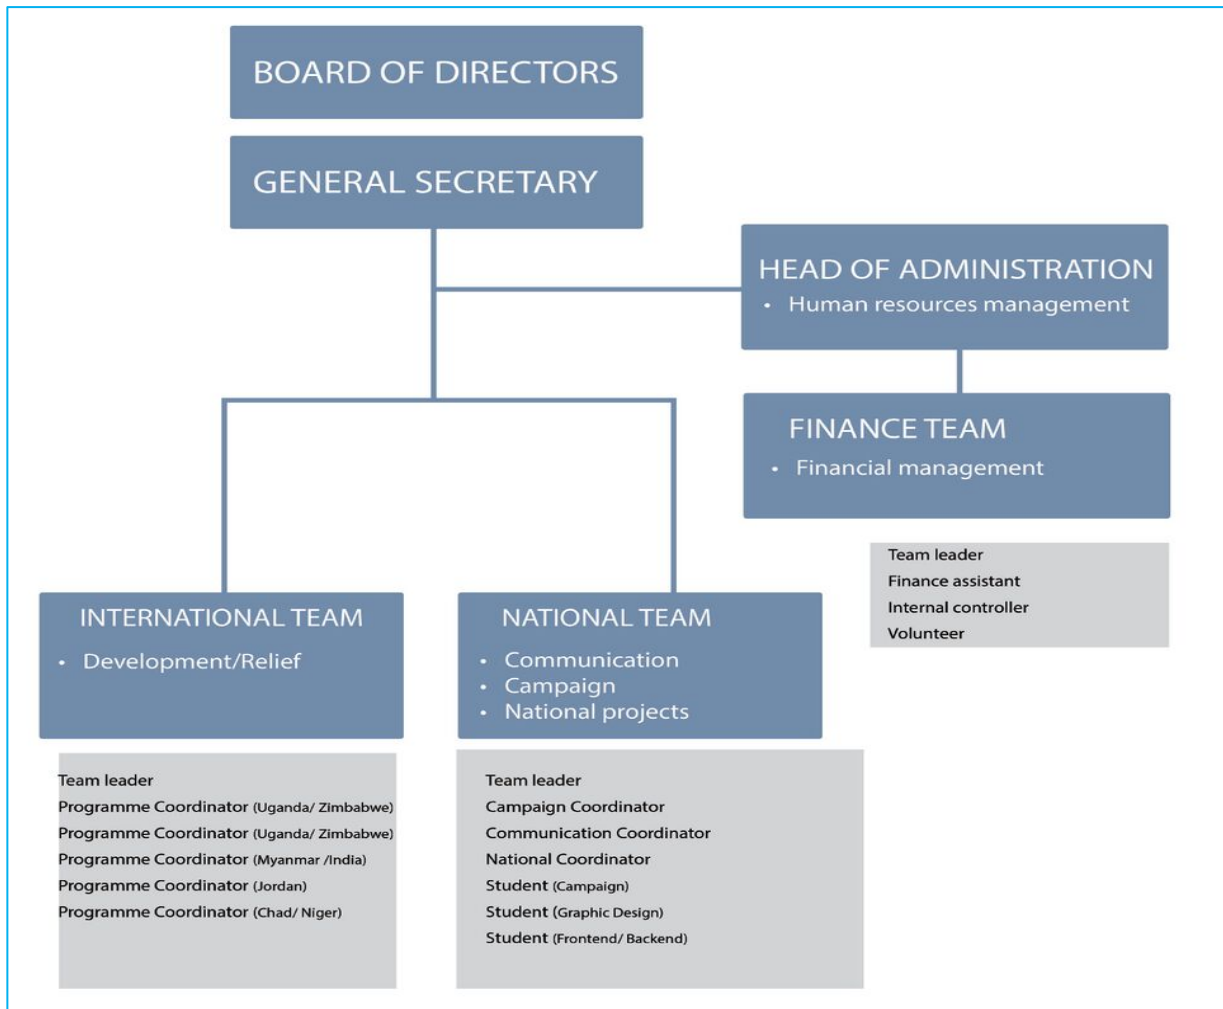 BOARD OF DIRECTORS
GENERAL SECRETARY
HEAD OF ADMINISTRATION
• Human resources management
FINANCE TEAM
• Financial management
Team leader
Finance assistant
Internal controller
Volunteer
INTERNATIONAL TEAM
• Development/Relief
Team leader
Programme Coordinator (Uganda/ Zimbabwe)
Programme Coordinator (Uganda/ Zimbabwe)
Programme Coordinator (Myanmar /India)
Programme Coordinator (Jordan)
Programme Coordinator (Chad/ Niger)
NATIONAL TEAM
• Communication
• Campaign
• National projects
Team leader
Campaign Coordinator
Communication Coordinator
National Coordinator
Student (Campaign)
Student (Graphic Design)
Student (Frontend/ Backend)